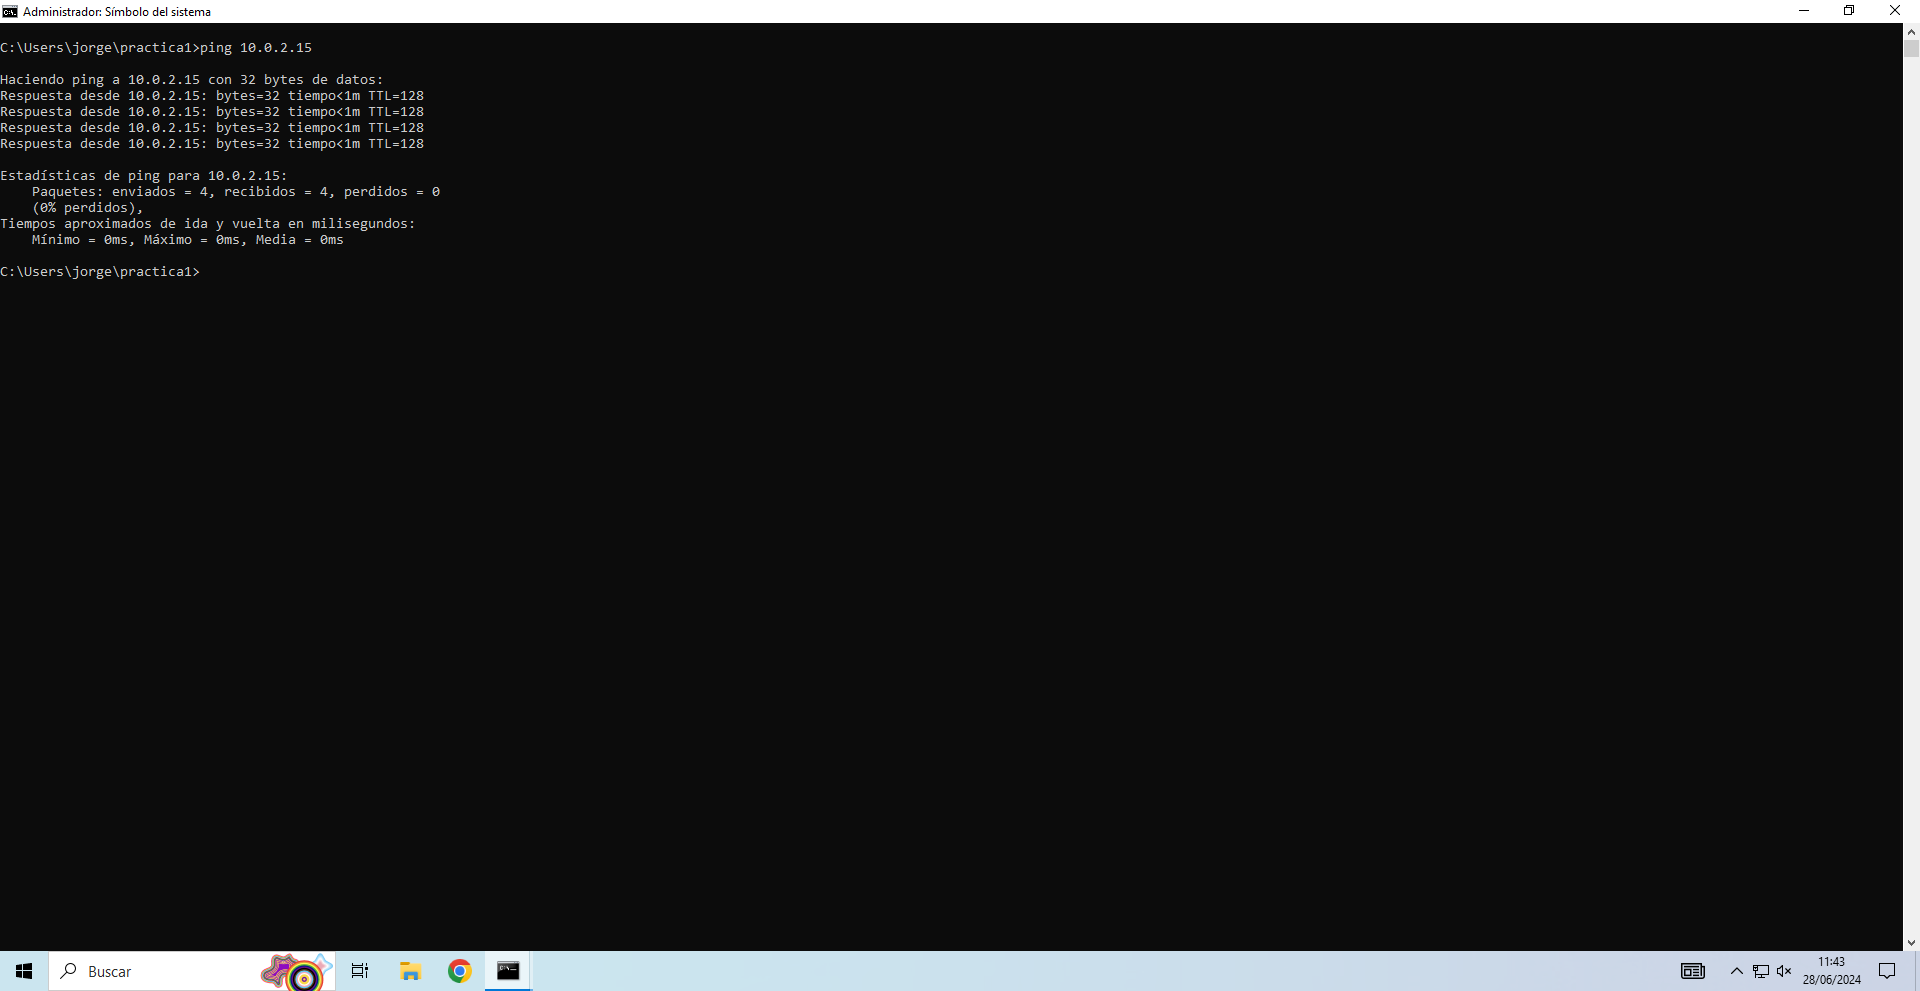 Administrador: Símbolo del sistema
C:\Users\jorge\practica1>ping 10.0.2.15
Haciendo ping a 10.0.2.15 con 32 bytes de datos:
Respuesta desde 10.0.2.15: bytes=32 tiempo<1m TTL=128
Respuesta desde 10.0.2.15: bytes=32 tiempo<1m TTL=128
Respuesta desde 10.0.2.15: bytes=32 tiempo<1m TTL=128
Respuesta desde 10.0.2.15: bytes=32 tiempo<1m TTL=128
Estadísticas de ping para 10.0.2.15:
    Paquetes: enviados = 4, recibidos = 4, perdidos = 0
    (0% perdidos),
Tiempos aproximados de ida y vuelta en milisegundos:
    Mínimo = 0ms, Máximo = 0ms, Media = 0ms
C:\Users\jorge\practica1>
Buscar
11:43
28/06/2024